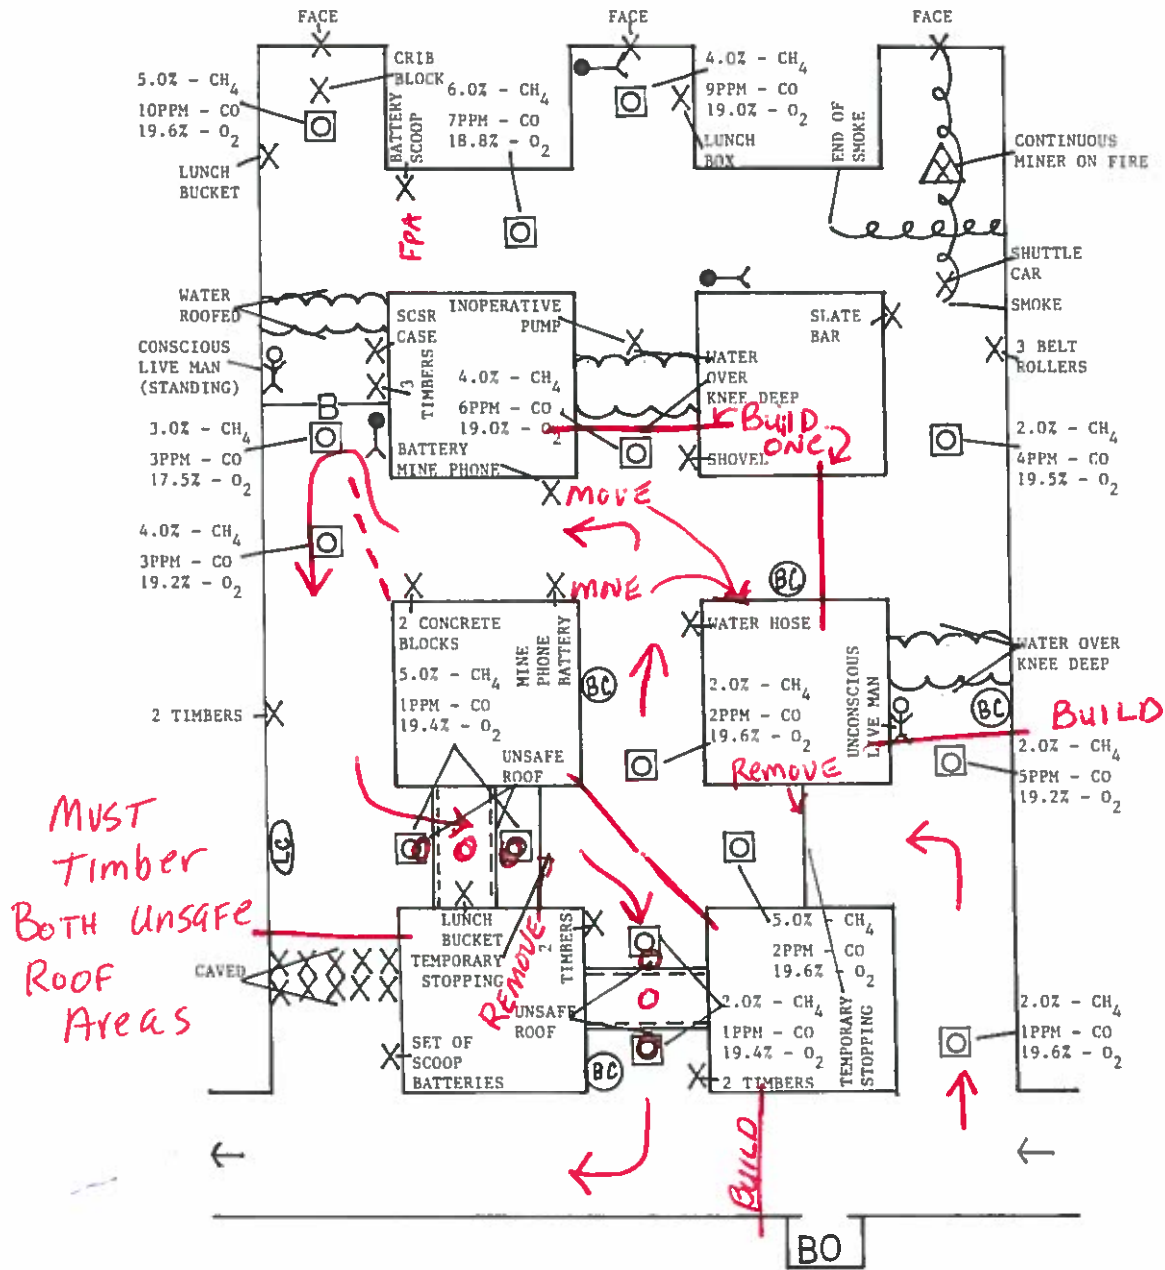 FACE
FACE
FACE
CRIB
BLOCK
5.0% - CH4
10PPM - CO
19.6% - O2
BATTERY
SCOOP
6.0% - CH4
7PPM - CO
18.8% - O2
4.0% - CH4
9PPM - CO
19.0% - O2
LUNCH
BOX
END OF
SMOKE
CONTINUOUS
MINER ON FIRE
LUNCH
BUCKET
FPA
SHUTTLE
CAR
SMOKE
WATER
ROOFED
SCSR
CASE
INOPERATIVE
PUMP
SLATE
BAR
CONSCIOUS
LIVE MAN
(STANDING)
3
TIMBERS
WATER
OVER
KNEE DEEP
3 BELT
ROLLERS
4.0% - CH4
6PPM - CO
19.0% - O2
B
BUILD
ONE
3.0% - CH4
3PPM - CO
17.5% - O2
BATTERY
MINE PHONE
SHOVEL
2.0% - CH4
4PPM - CO
19.5% - O2
MOVE
4.0% - CH4
3PPM - CO
19.2% - O2
MOVE
BC
2 CONCRETE
BLOCKS
MINE
PHONE
BATTERY
WATER HOSE
WATER OVER
KNEE DEEP
5.0% - CH4
1PPM - CO
19.4% - O2
BC
2.0% - CH4
2PPM - CO
19.6% - O2
UNCONSCIOUS
LIVE MAN
BC
BUILD
2 TIMBERS
UNSAFE
ROOF
Remove
2.0% - CH4
5PPM - CO
19.2% - O2
MUST
Timber
BOTH UNSAFE
ROOF
Areas
LC
LUNCH
BUCKET
TEMPORARY
STOPPING
2
TIMBERS
REMOVE
5.0% - CH4
2PPM - CO
19.6% - O2
CAVED
UNSAFE
ROOF
2.0% - CH4
1PPM - CO
19.4% - O2
TEMPORARY
STOPPING
2.0% - CH4
1PPM - CO
19.6% - O2
SET OF
SCOOP
BATTERIES
BC
2 TIMBERS
BUILD
BO